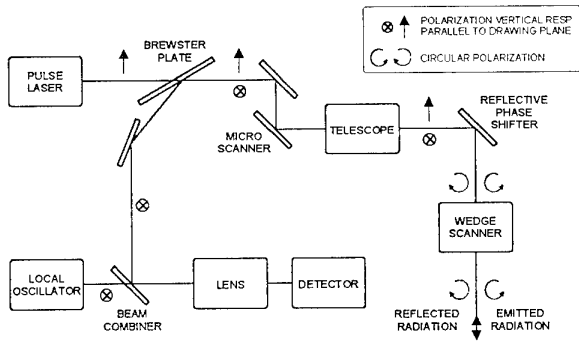 POLARIZATION VERTICAL RESP
PARALLEL TO DRAWING PLANE
CIRCULAR POLARIZATION
BREWSTER
PLATE
PULSE
LASER
REFLECTIVE
PHASE
SHIFTER
MICRO
SCANNER
TELESCOPE
WEDGE
SCANNER
LOCAL
OSCILLATOR
LENS
DETECTOR
BEAM
COMBINER
REFLECTED
RADIATION
EMITTED
RADIATION